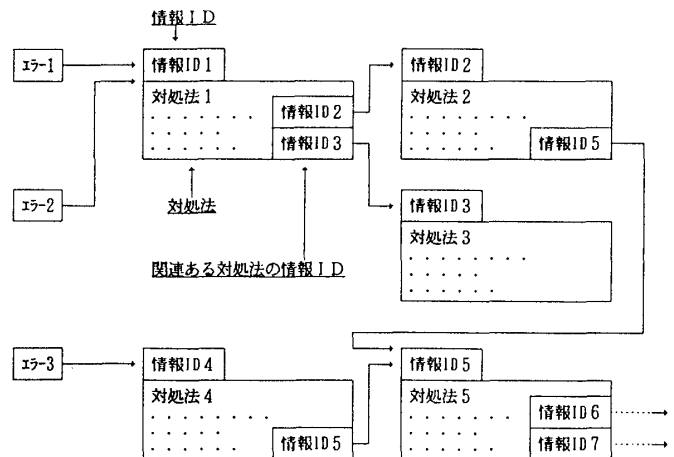 情報ＩＤ
ｴﾗｰ1
情報ID1
情報ID2
対処法1
情報ID2
情報ID3
対処法2
情報ID5
ｴﾗｰ2
対処法
情報ID3
対処法3
関連ある対処法の情報ＩＤ
ｴﾗｰ3
情報ID4
情報ID5
対処法4
情報ID5
対処法5
情報ID6
情報ID7